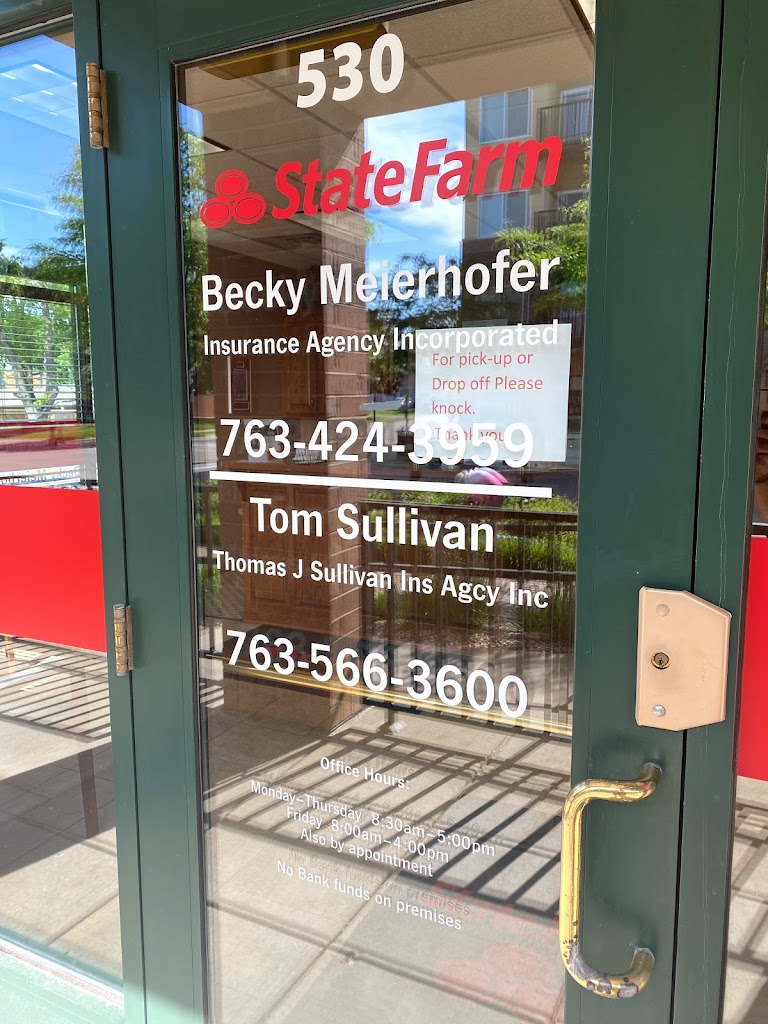 530
StateFarm
Becky Meierhofer
Insurance Agency Incorporated
For pick-up or
Drop off Please
knock.
Thank you
763-424-3959
Tom Sullivan
Thomas J Sullivan Ins Agcy Inc
763-566-3600
Office Hours:
Monday–Thursday 8:30am–5:00pm
Friday 8:00am–4:00pm
Also by appointment
No Bank funds on premises